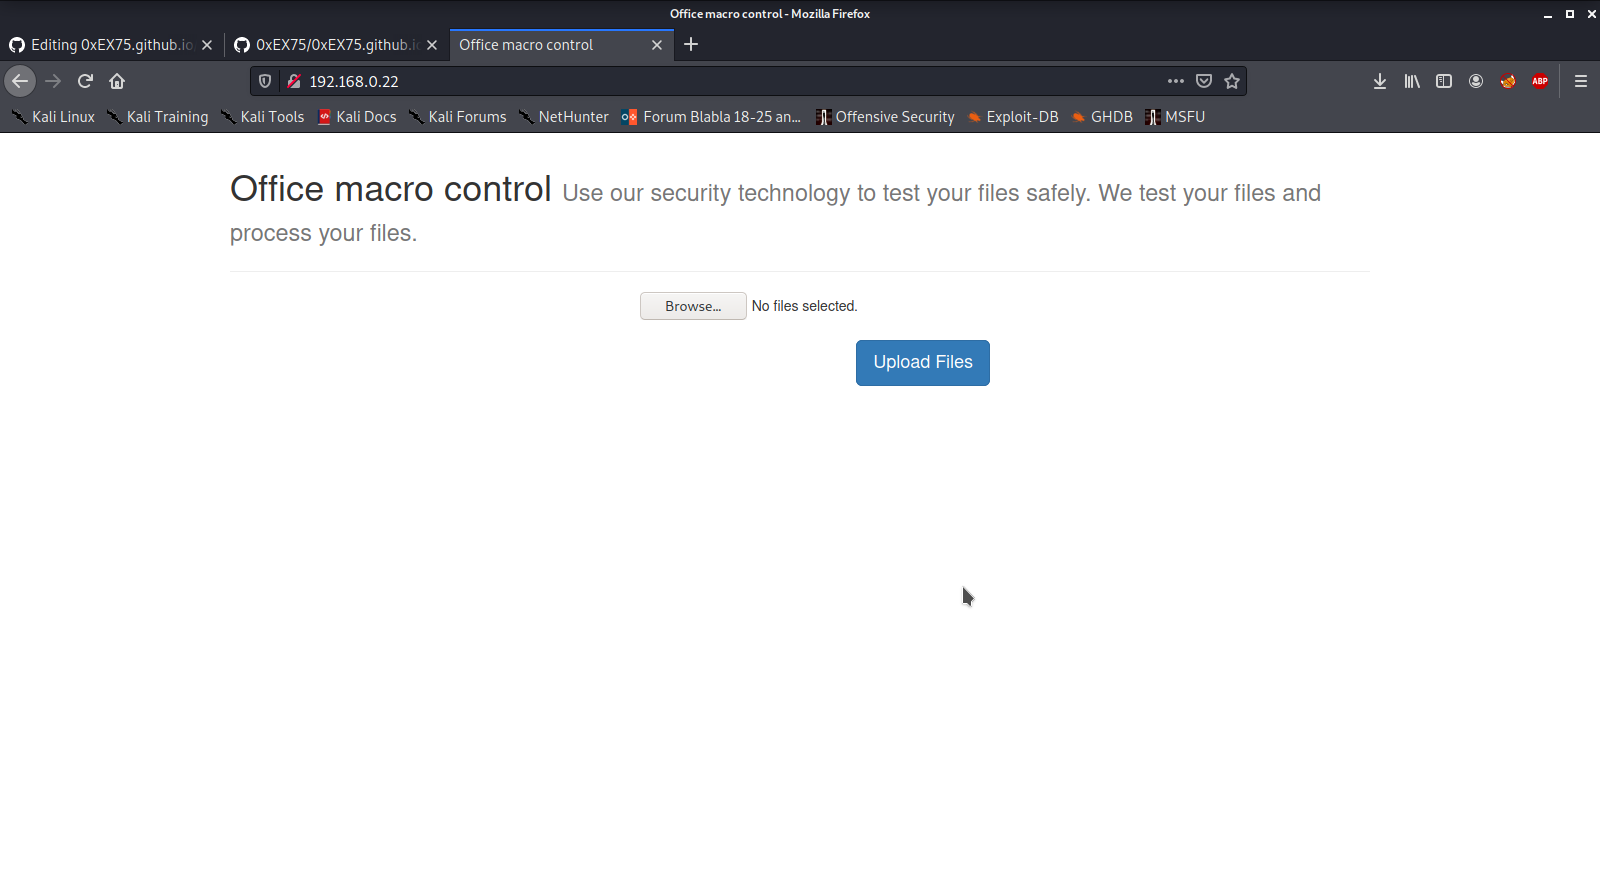 Office macro control - Mozilla Firefox
Editing 0xEX75.github.io
0xEX75/0xEX75.github.io
Office macro control
192.168.0.22
ABP
Kali Linux Kali Training Kali Tools Kali Docs Kali Forums NetHunter Forum Blabla 18-25 an... Offensive Security Exploit-DB GHDB MSFU
Office macro control Use our security technology to test your files safely. We test your files and
process your files.
Browse... No files selected.
Upload Files